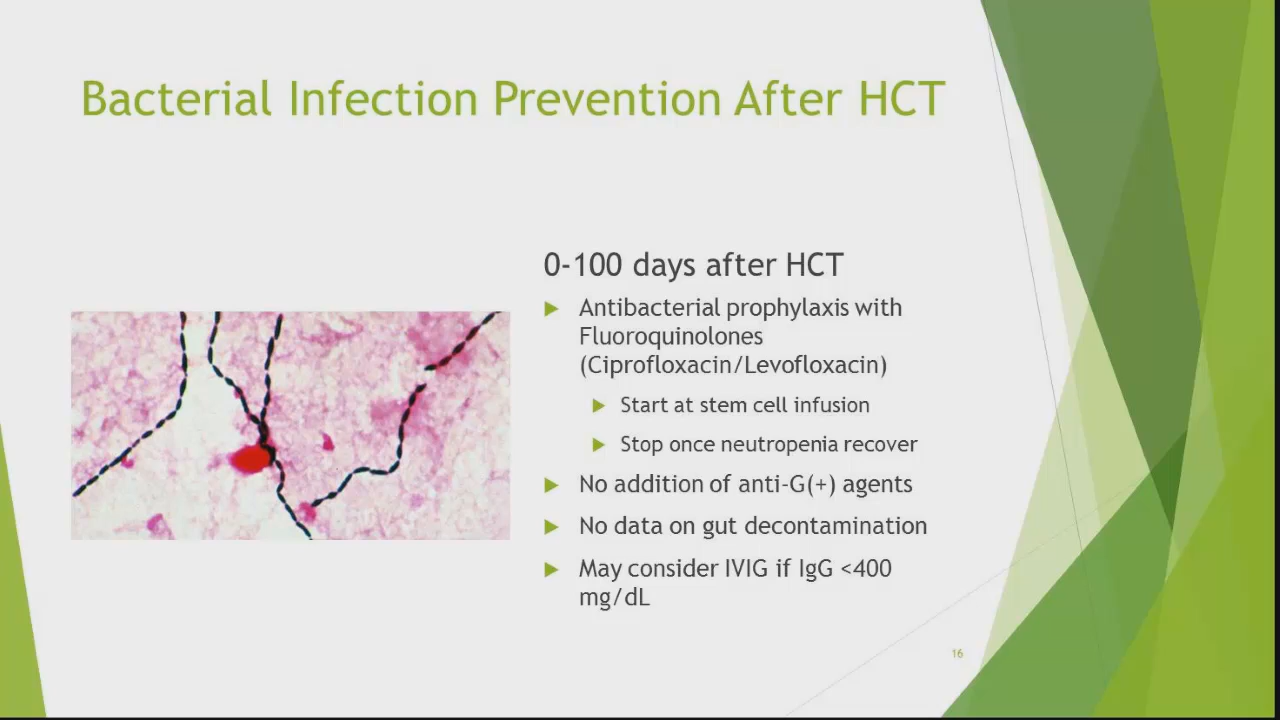 Bacterial Infection Prevention After HCT
0-100 days after HCT
Antibacterial prophylaxis with
Fluoroquinolones
(Ciprofloxacin/Levofloxacin)
Start at stem cell infusion
Stop once neutropenia recover
No addition of anti-G(+) agents
No data on gut decontamination
May consider IVIG if IgG <400
mg/dL
16